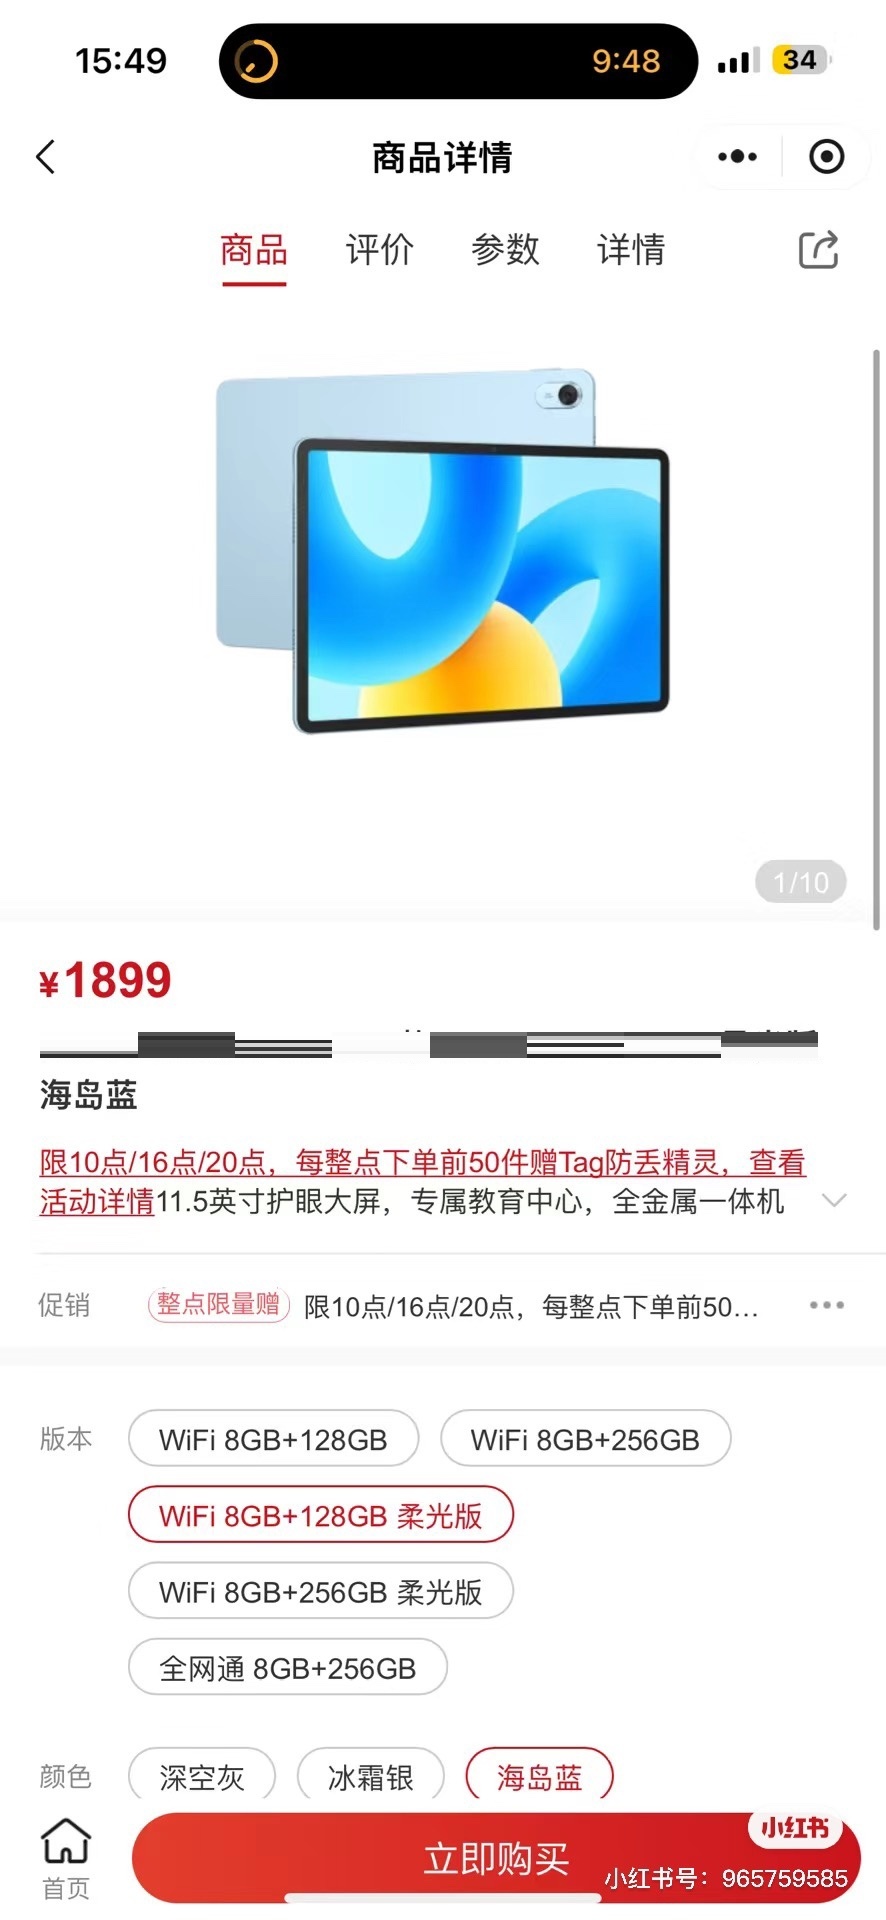 15:49
9:48
34
商品详情
商品 评价 参数 详情
1/10
¥1899
海岛蓝
限10点/16点/20点，每整点下单前50件赠Tag防丢精灵，查看
活动详情11.5英寸护眼大屏，专属教育中心，全金属一体机
促销 整点限量赠 限10点/16点/20点，每整点下单前50...
版本 WiFi 8GB+128GB WiFi 8GB+256GB
WiFi 8GB+128GB 柔光版
WiFi 8GB+256GB 柔光版
全网通 8GB+256GB
颜色 深空灰 冰霜银 海岛蓝
首页 立即购买
小红书
小红书号：965759585